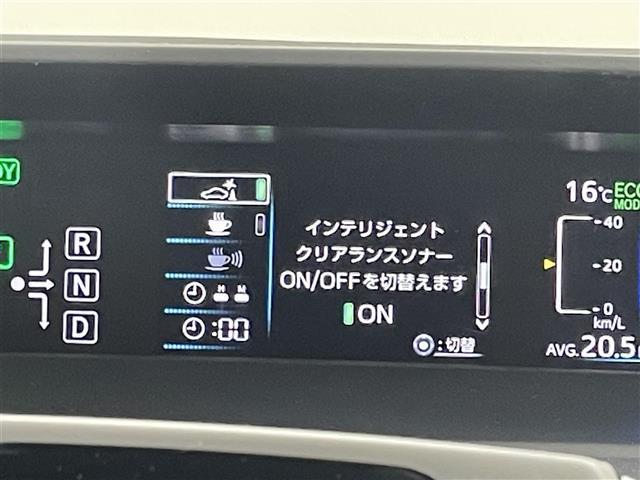 DY
R
N
D
H M
:00
インテリジェント
クリアランスソナー
ON/OFFを切替えます
ON
:切替
16℃
ECO
MOD
40
20
0
km/L
AVG.20.5